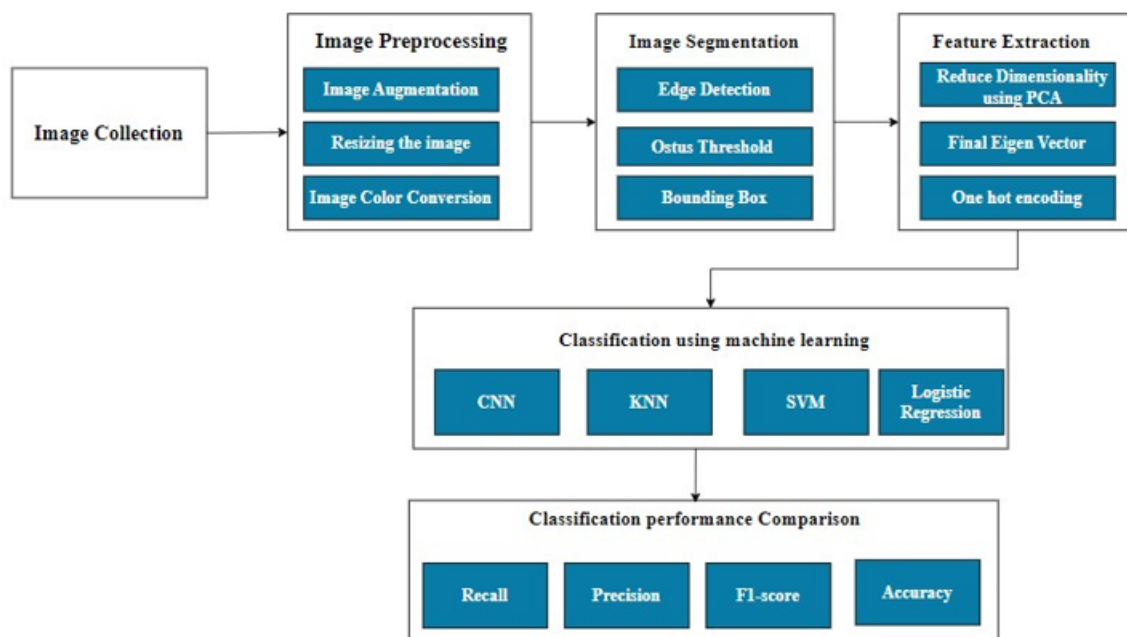 Image Collection
Image Preprocessing
Image Augmentation
Resizing the image
Image Color Conversion
Image Segmentation
Edge Detection
Ostus Threshold
Bounding Box
Feature Extraction
Reduce Dimensionality
using PCA
Final Eigen Vector
One hot encoding
Classification using machine learning
CNN
KNN
SVM
Logistic
Regression
Classification performance Comparison
Recall
Precision
F1-score
Accuracy